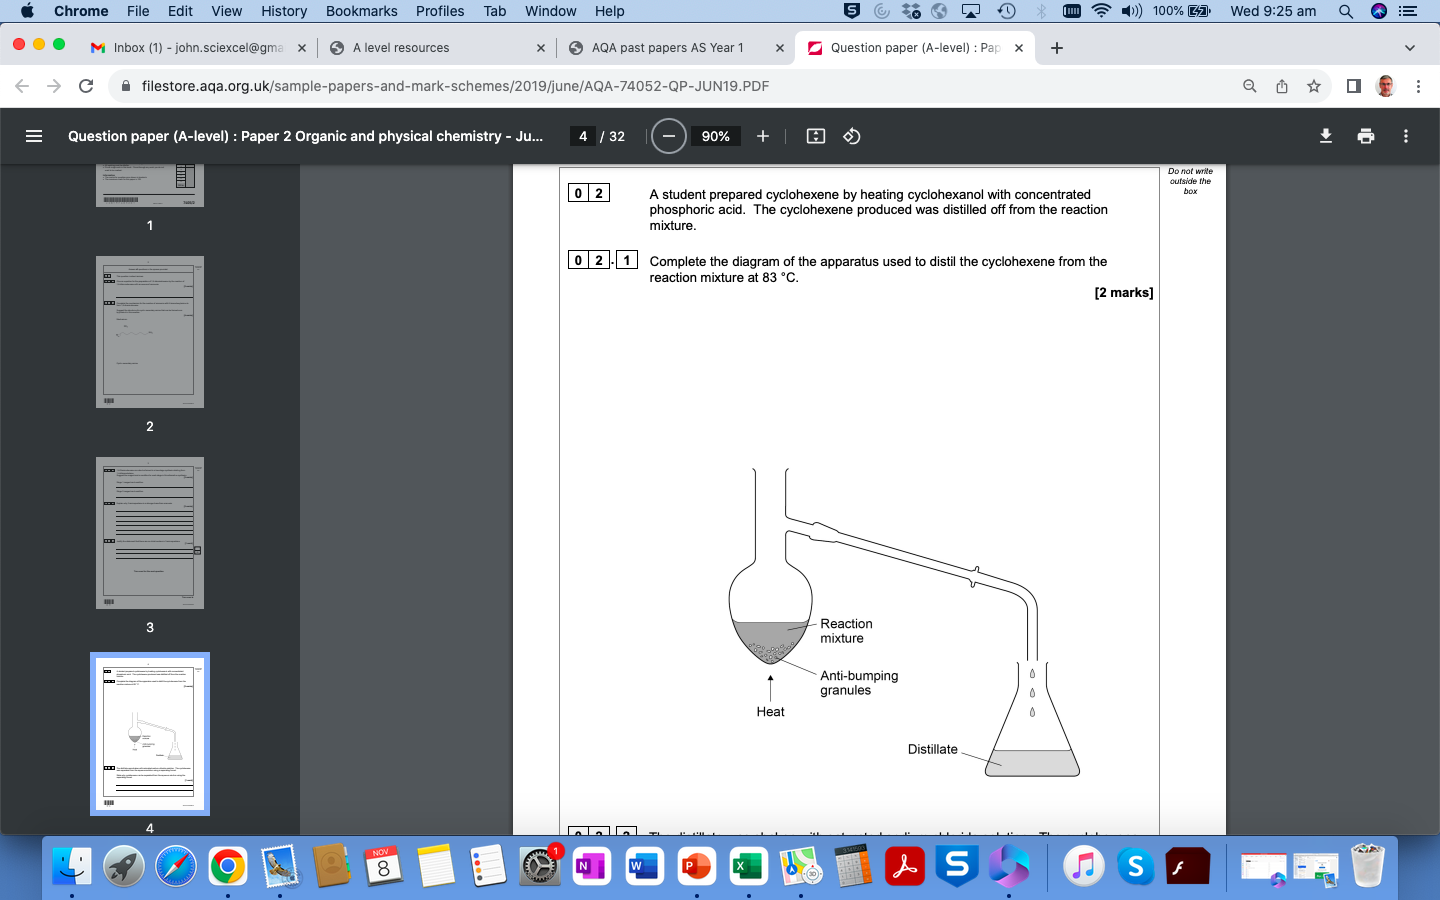 Chrome File Edit View History Bookmarks Profiles Tab Window Help 100% Wed 9:25 am
Inbox (1) - john.sciexcel@gma
A level resources
AQA past papers AS Year 1
Question paper (A-level) : Pap
filestore.aqa.org.uk/sample-papers-and-mark-schemes/2019/june/AQA-74052-QP-JUN19.PDF
Question paper (A-level) : Paper 2 Organic and physical chemistry - Ju... 4 / 32 90%
1
2
3
4
Do not write
outside the
box
0 2 A student prepared cyclohexene by heating cyclohexanol with concentrated
phosphoric acid. The cyclohexene produced was distilled off from the reaction
mixture.
0 2 . 1 Complete the diagram of the apparatus used to distil the cyclohexene from the
reaction mixture at 83 °C.
[2 marks]
Reaction
mixture
Anti-bumping
granules
Heat
Distillate
NOV
8
1
N
W
P
X
3D
S
S
f